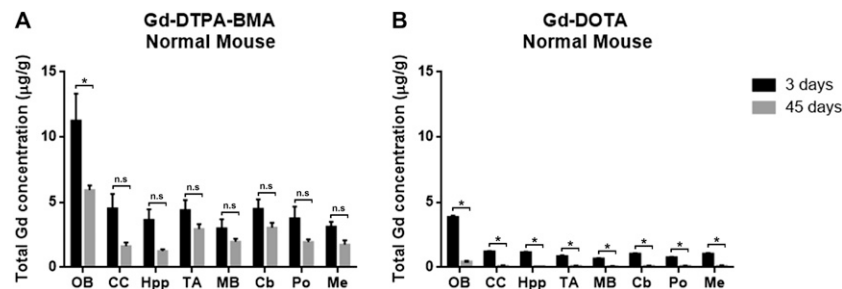 A
Gd-DTPA-BMA
Normal Mouse
Total Gd concentration (µg/g)
15
10
5
0
*
n.s
n.s
n.s
n.s
n.s
n.s
n.s
OB CC Hpp TA MB Cb Po Me
B
Gd-DOTA
Normal Mouse
Total Gd concentration (µg/g)
15
10
5
0
*
*
*
*
*
*
*
*
OB CC Hpp TA MB Cb Po Me
3 days
45 days